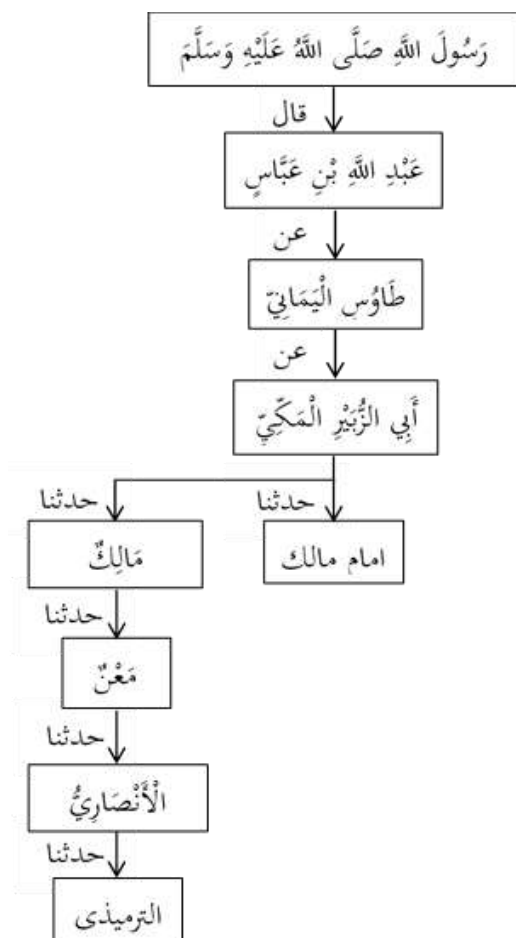 رَسُولَ اللَّهِ صَلَّى اللَّهُ عَلَيْهِ وَسَلَّمَ
قال
عَبْدِ اللَّهِ بْنِ عَبَّاسٍ
عن
طَاوُسِ الْيَمَانِيّ
عن
أَبِي الزُّبَيْرِ الْمَكِّيّ
حدثنا
حدثنا
امام مالك
مَالِكٌ
حدثنا
مَعْنٌ
حدثنا
الْأَنْصَارِيُّ
حدثنا
الترميذى